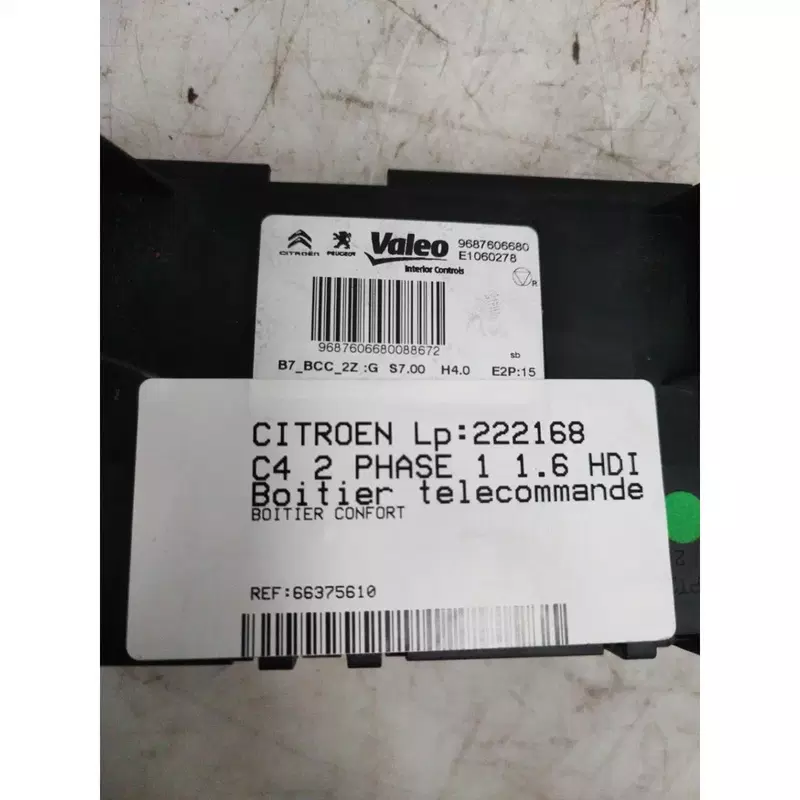 CITROËN PEUGEOT Valeo 9687606680
E1060278
Interior Controls
R
9687606680088672
sb
B7_BCC_2Z :G S7.00 H4.0 E2P:15
CITROEN Lp:222168
C4 2 PHASE 1 1.6 HDI
Boitier telecommande
BOITIER CONFORT
REF:66375610